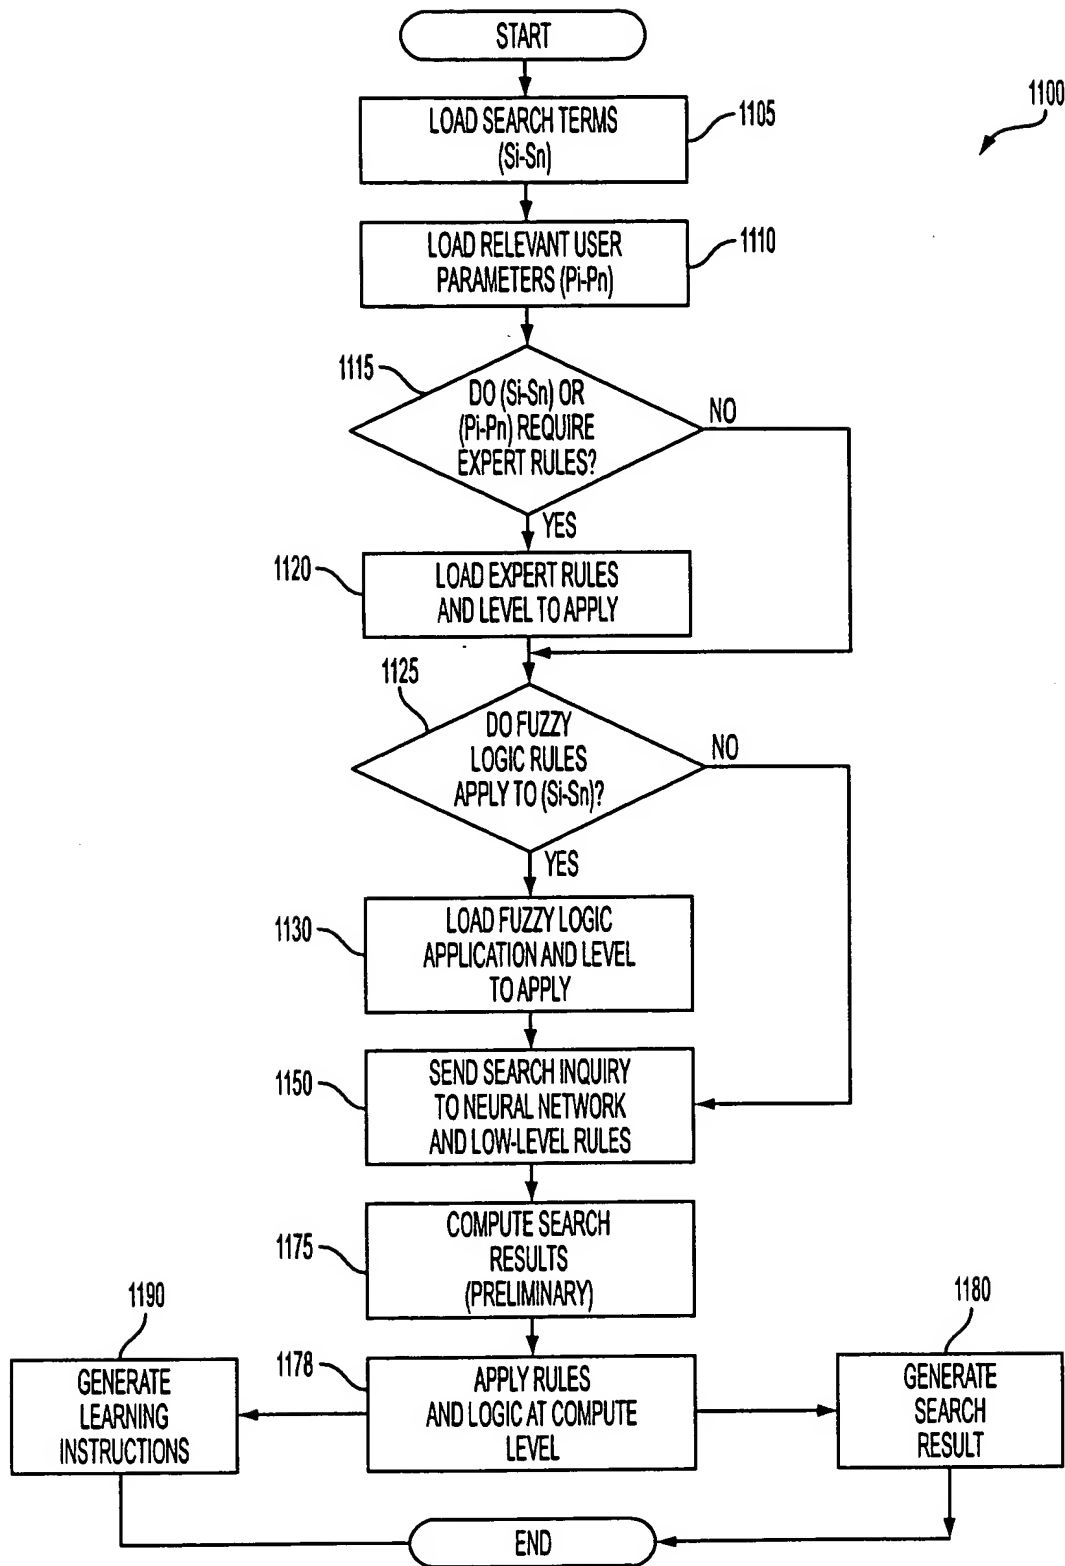 START
1100
LOAD SEARCH TERMS
(Si-Sn)
1105
LOAD RELEVANT USER
PARAMETERS (Pi-Pn)
1110
1115
DO (Si-Sn) OR
(Pi-Pn) REQUIRE
EXPERT RULES?
NO
YES
1120
LOAD EXPERT RULES
AND LEVEL TO APPLY
1125
DO FUZZY
LOGIC RULES
APPLY TO (Si-Sn)?
NO
YES
1130
LOAD FUZZY LOGIC
APPLICATION AND LEVEL
TO APPLY
1150
SEND SEARCH INQUIRY
TO NEURAL NETWORK
AND LOW-LEVEL RULES
1175
COMPUTE SEARCH
RESULTS
(PRELIMINARY)
1178
APPLY RULES
AND LOGIC AT COMPUTE
LEVEL
1190
GENERATE
LEARNING
INSTRUCTIONS
1180
GENERATE
SEARCH
RESULT
END